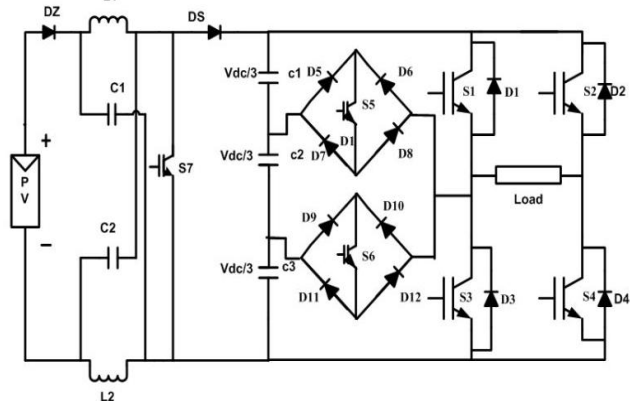 DZ
DS
C1
Vdc/3
c1
D5
D6
S5
D1
D7
D8
S1
D1
S2
D2
P
V
+
−
S7
Vdc/3
c2
Load
C2
D9
D10
S6
Vdc/3
c3
D11
D12
S3
D3
S4
D4
L2